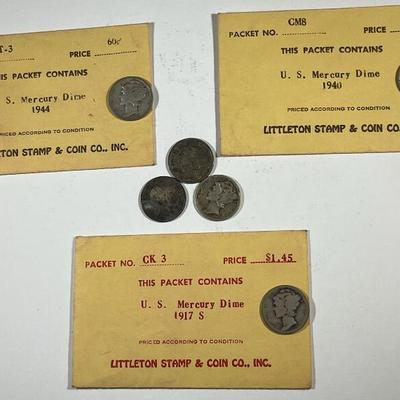 T-3 60¢
PRICE
THIS PACKET CONTAINS
S. Mercury Dime
1944
PRICED ACCORDING TO CONDITION
LITTLETON STAMP & COIN CO., INC.
PACKET NO. CM8 PRICE
THIS PACKET CONTAINS
U. S. Mercury Dime
1940
PRICED ACCORDING TO CONDITION
LITTLETON STAMP & COIN CO.
PACKET NO. CK 3 PRICE $1.45
THIS PACKET CONTAINS
U. S. Mercury Dime
1917 S
PRICED ACCORDING TO CONDITION
LITTLETON STAMP & COIN CO., INC.